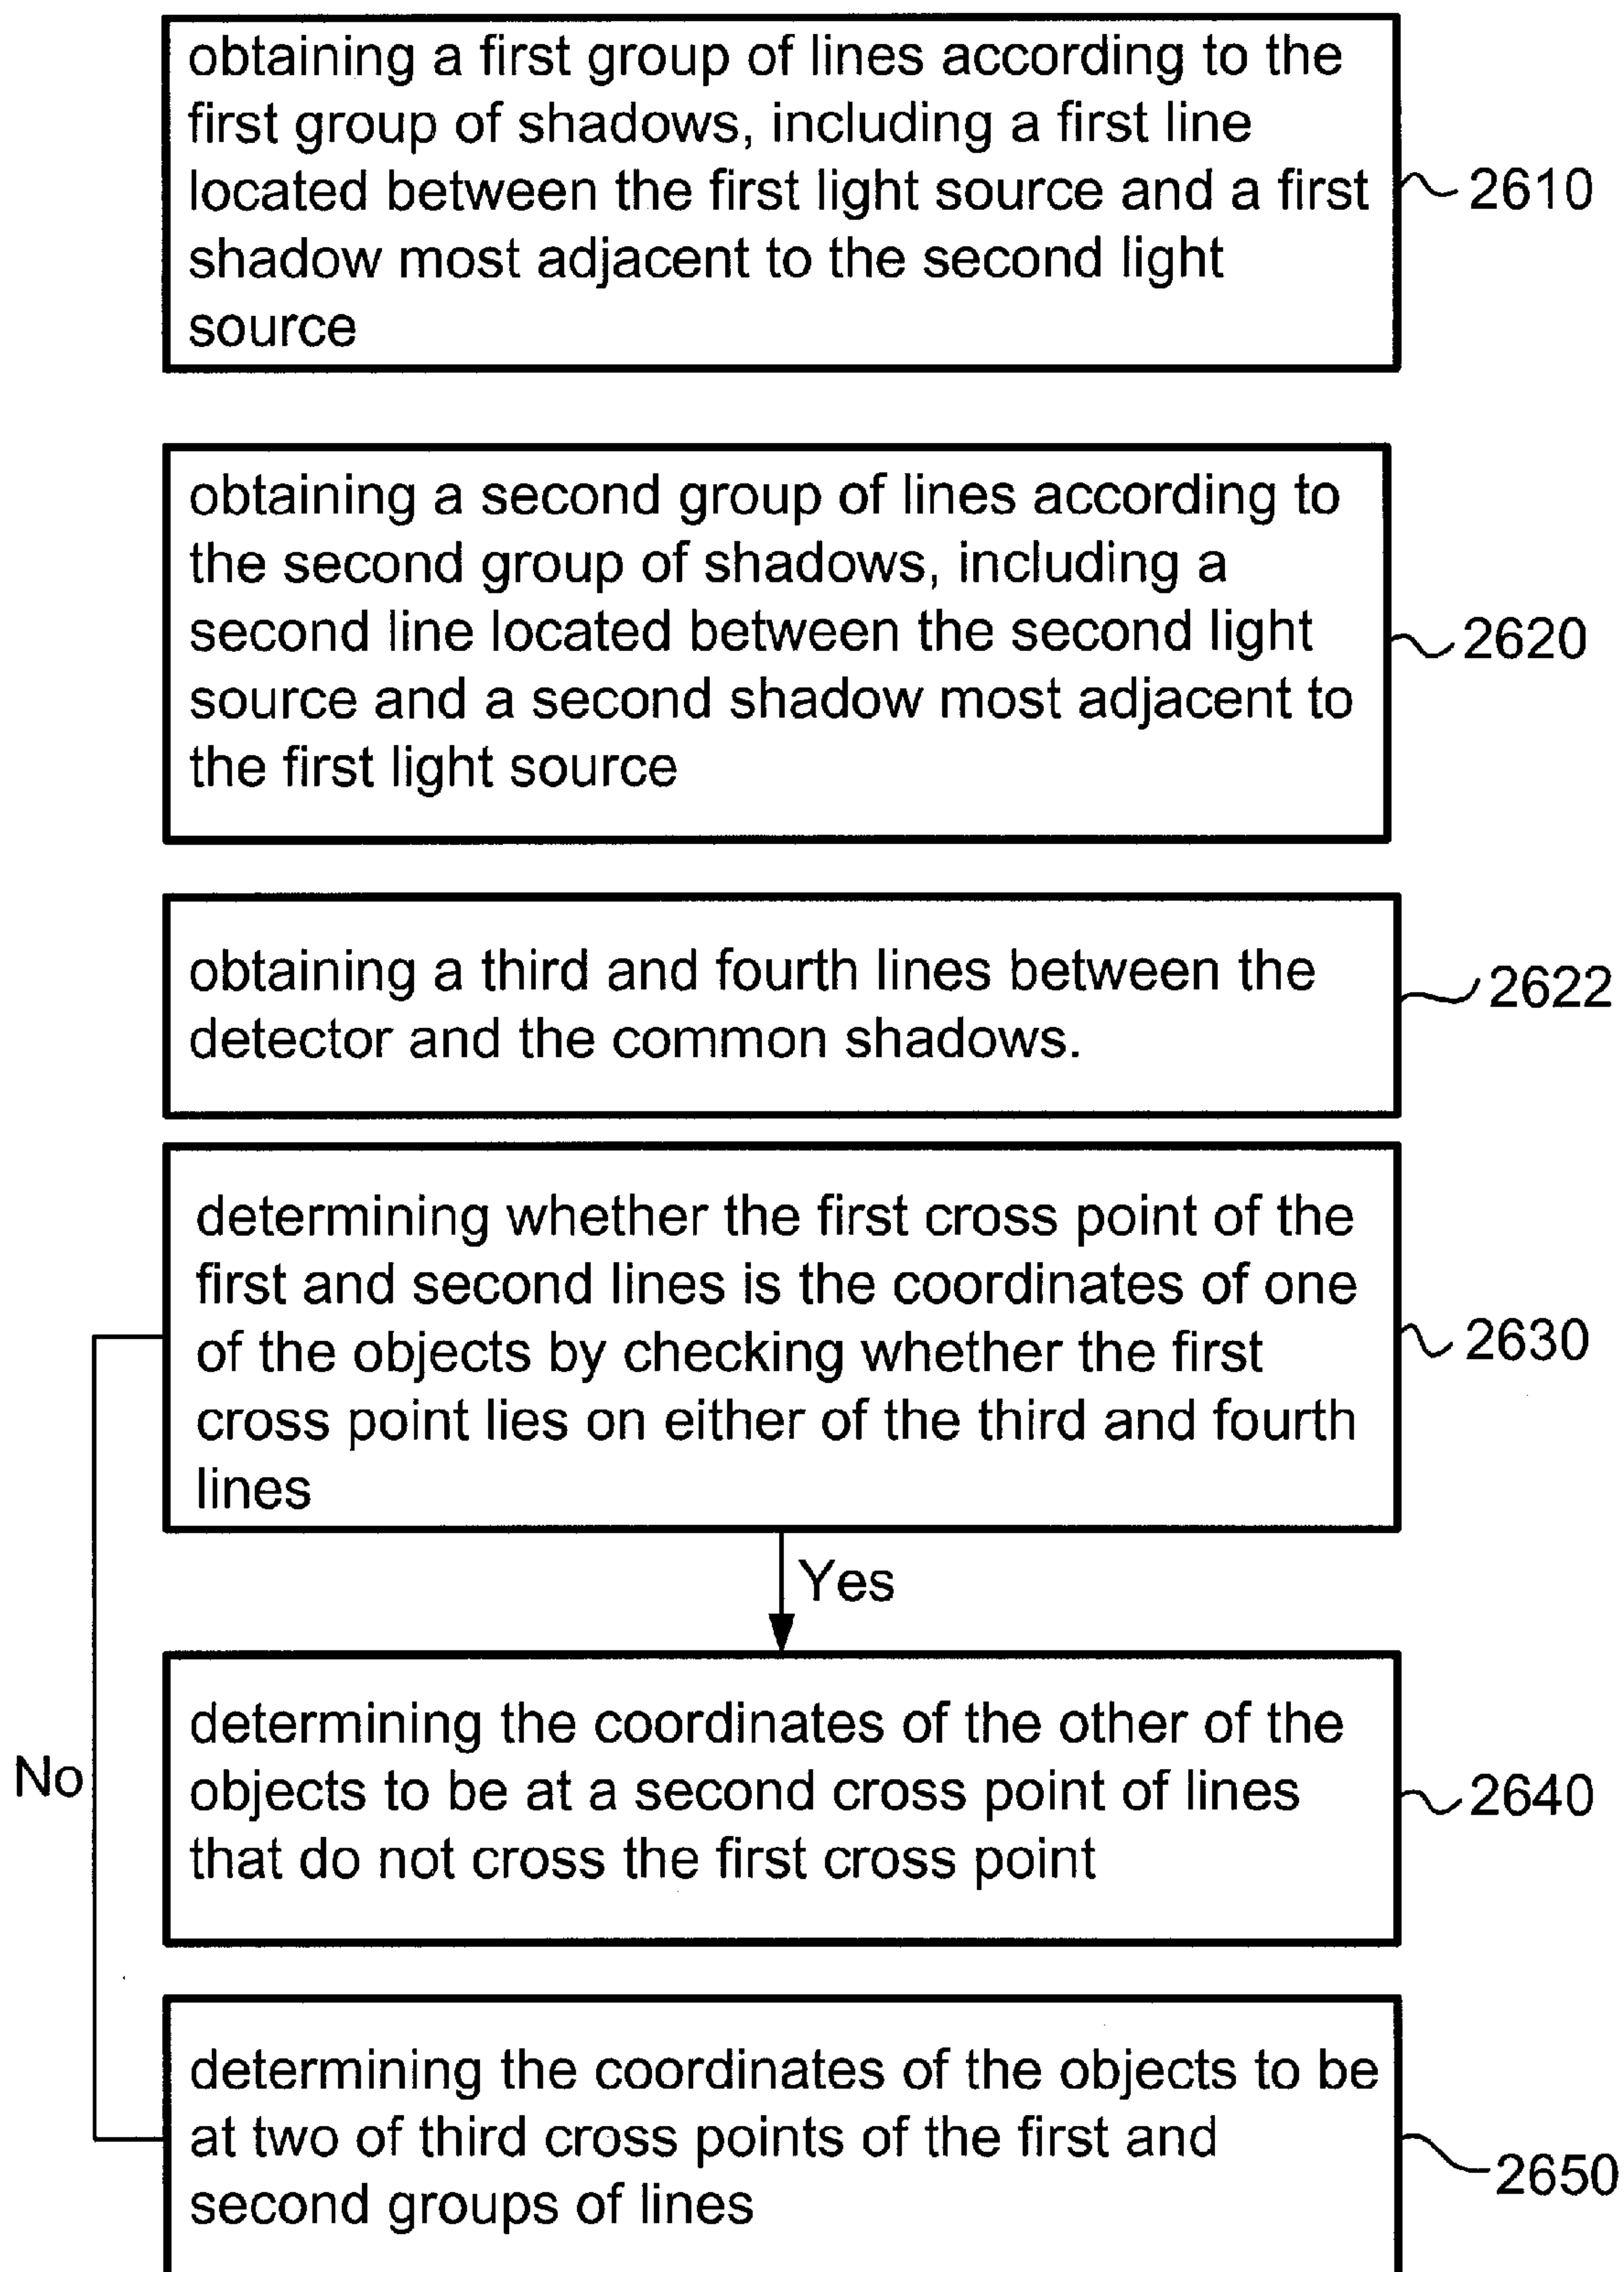 obtaining a first group of lines according to the
first group of shadows, including a first line
located between the first light source and a first
shadow most adjacent to the second light
source
2610
obtaining a second group of lines according to
the second group of shadows, including a
second line located between the second light
source and a second shadow most adjacent to
the first light source
2620
obtaining a third and fourth lines between the
detector and the common shadows.
2622
determining whether the first cross point of the
first and second lines is the coordinates of one
of the objects by checking whether the first
cross point lies on either of the third and fourth
lines
2630
Yes
determining the coordinates of the other of the
objects to be at a second cross point of lines
that do not cross the first cross point
2640
No
determining the coordinates of the objects to be
at two of third cross points of the first and
second groups of lines
2650